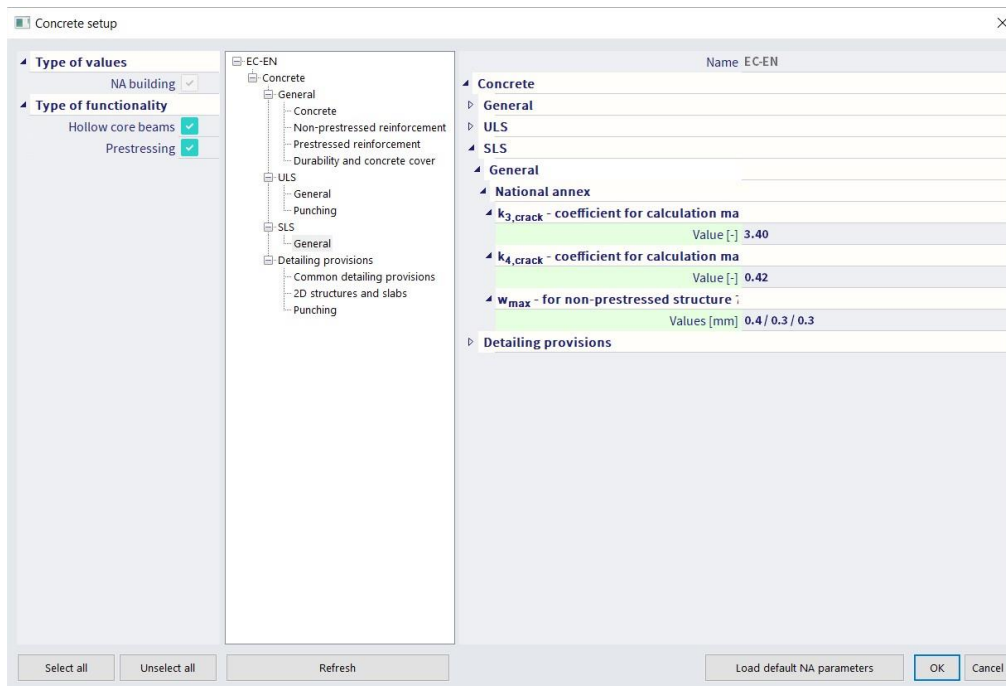 Concrete setup
Type of values
NA building
Type of functionality
Hollow core beams
Prestressing
EC-EN
Concrete
General
Concrete
Non-prestressed reinforcement
Prestressed reinforcement
Durability and concrete cover
ULS
General
Punching
SLS
General
Detailing provisions
Common detailing provisions
2D structures and slabs
Punching
Name EC-EN
Concrete
General
ULS
SLS
General
National annex
k3,crack - coefficient for calculation ma
Value [-] 3.40
k4,crack - coefficient for calculation ma
Value [-] 0.42
wmax - for non-prestressed structure
Values [mm] 0.4 / 0.3 / 0.3
Detailing provisions
Select all Unselect all Refresh Load default NA parameters OK Cancel